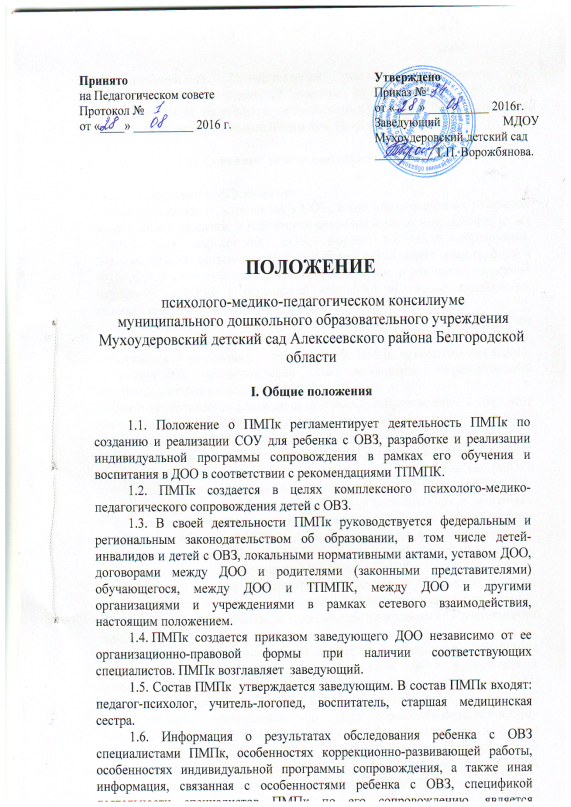 Принято
на Педагогическом совете
Протокол № 1
от «28» 08 2016 г.
Утверждено
Приказ № 34
от «28» 08 2016г.
Заведующий МДОУ
Мухоудеровский детский сад
Т.П. Ворожбянова.
ПОЛОЖЕНИЕ
психолого-медико-педагогическом консилиуме
муниципального дошкольного образовательного учреждения
Мухоудеровский детский сад Алексеевского района Белгородской
области
I. Общие положения
1.1. Положение о ПМПк регламентирует деятельность ПМПк по
созданию и реализации СОУ для ребенка с ОВЗ, разработке и реализации
индивидуальной программы сопровождения в рамках его обучения и
воспитания в ДОО в соответствии с рекомендациями ТПМПК.
1.2. ПМПк создается в целях комплексного психолого-медико-
педагогического сопровождения детей с ОВЗ.
1.3. В своей деятельности ПМПк руководствуется федеральным и
региональным законодательством об образовании, в том числе детей-
инвалидов и детей с ОВЗ, локальными нормативными актами, уставом ДОО,
договорами между ДОО и родителями (законными представителями)
обучающегося, между ДОО и ТПМПК, между ДОО и другими
организациями и учреждениями в рамках сетевого взаимодействия,
настоящим положением.
1.4. ПМПк создается приказом заведующего ДОО независимо от ее
организационно-правовой формы при наличии соответствующих
специалистов. ПМПк возглавляет заведующий.
1.5. Состав ПМПк утверждается заведующим. В состав ПМПк входят:
педагог-психолог, учитель-логопед, воспитатель, старшая медицинская
сестра.
1.6. Информация о результатах обследования ребенка с ОВЗ
специалистами ПМПк, особенностях коррекционно-развивающей работы,
особенностях индивидуальной программы сопровождения, а также иная
информация, связанная с особенностями ребенка с ОВЗ, спецификой
деятельности специалистов ПМПк по его сопровождению, является